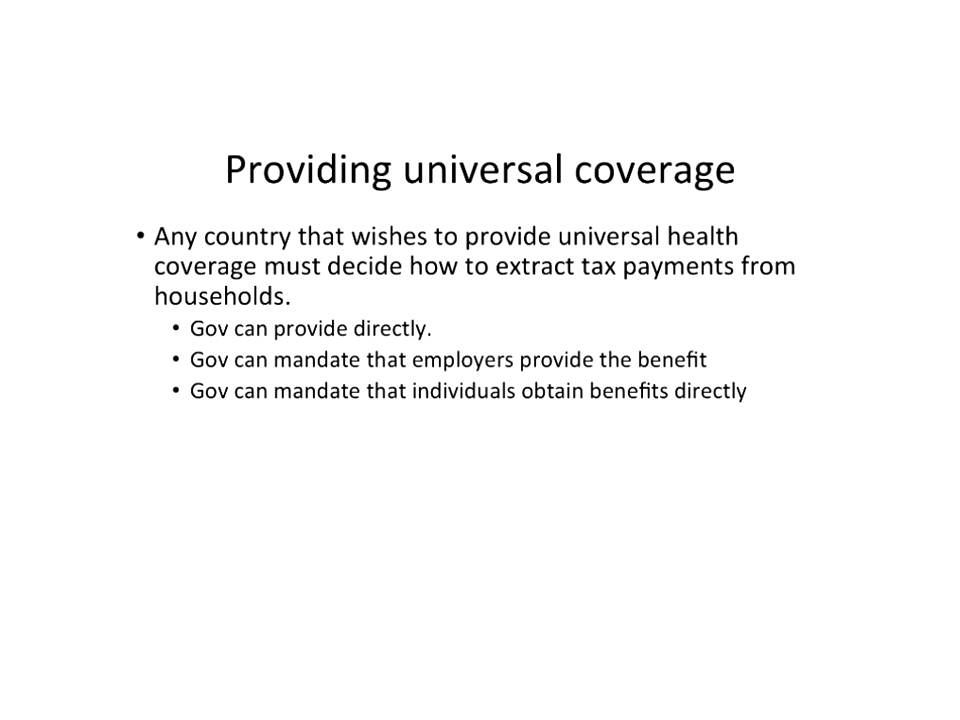 Providing universal coverage
• Any country that wishes to provide universal health
coverage must decide how to extract tax payments from
households.
• Gov can provide directly.
• Gov can mandate that employers provide the benefit
• Gov can mandate that individuals obtain benefits directly